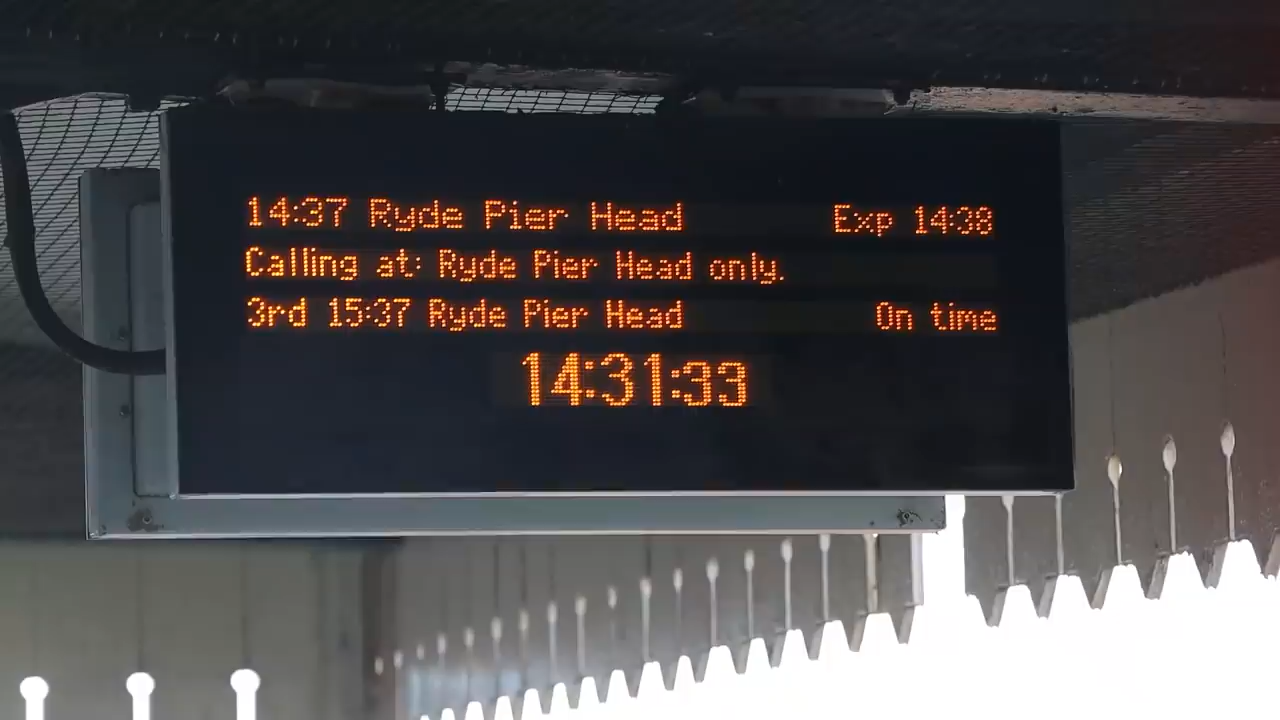 14:37 Ryde Pier Head Exp 14:38
Calling at: Ryde Pier Head only.
3rd 15:37 Ryde Pier Head On time
14:31:33